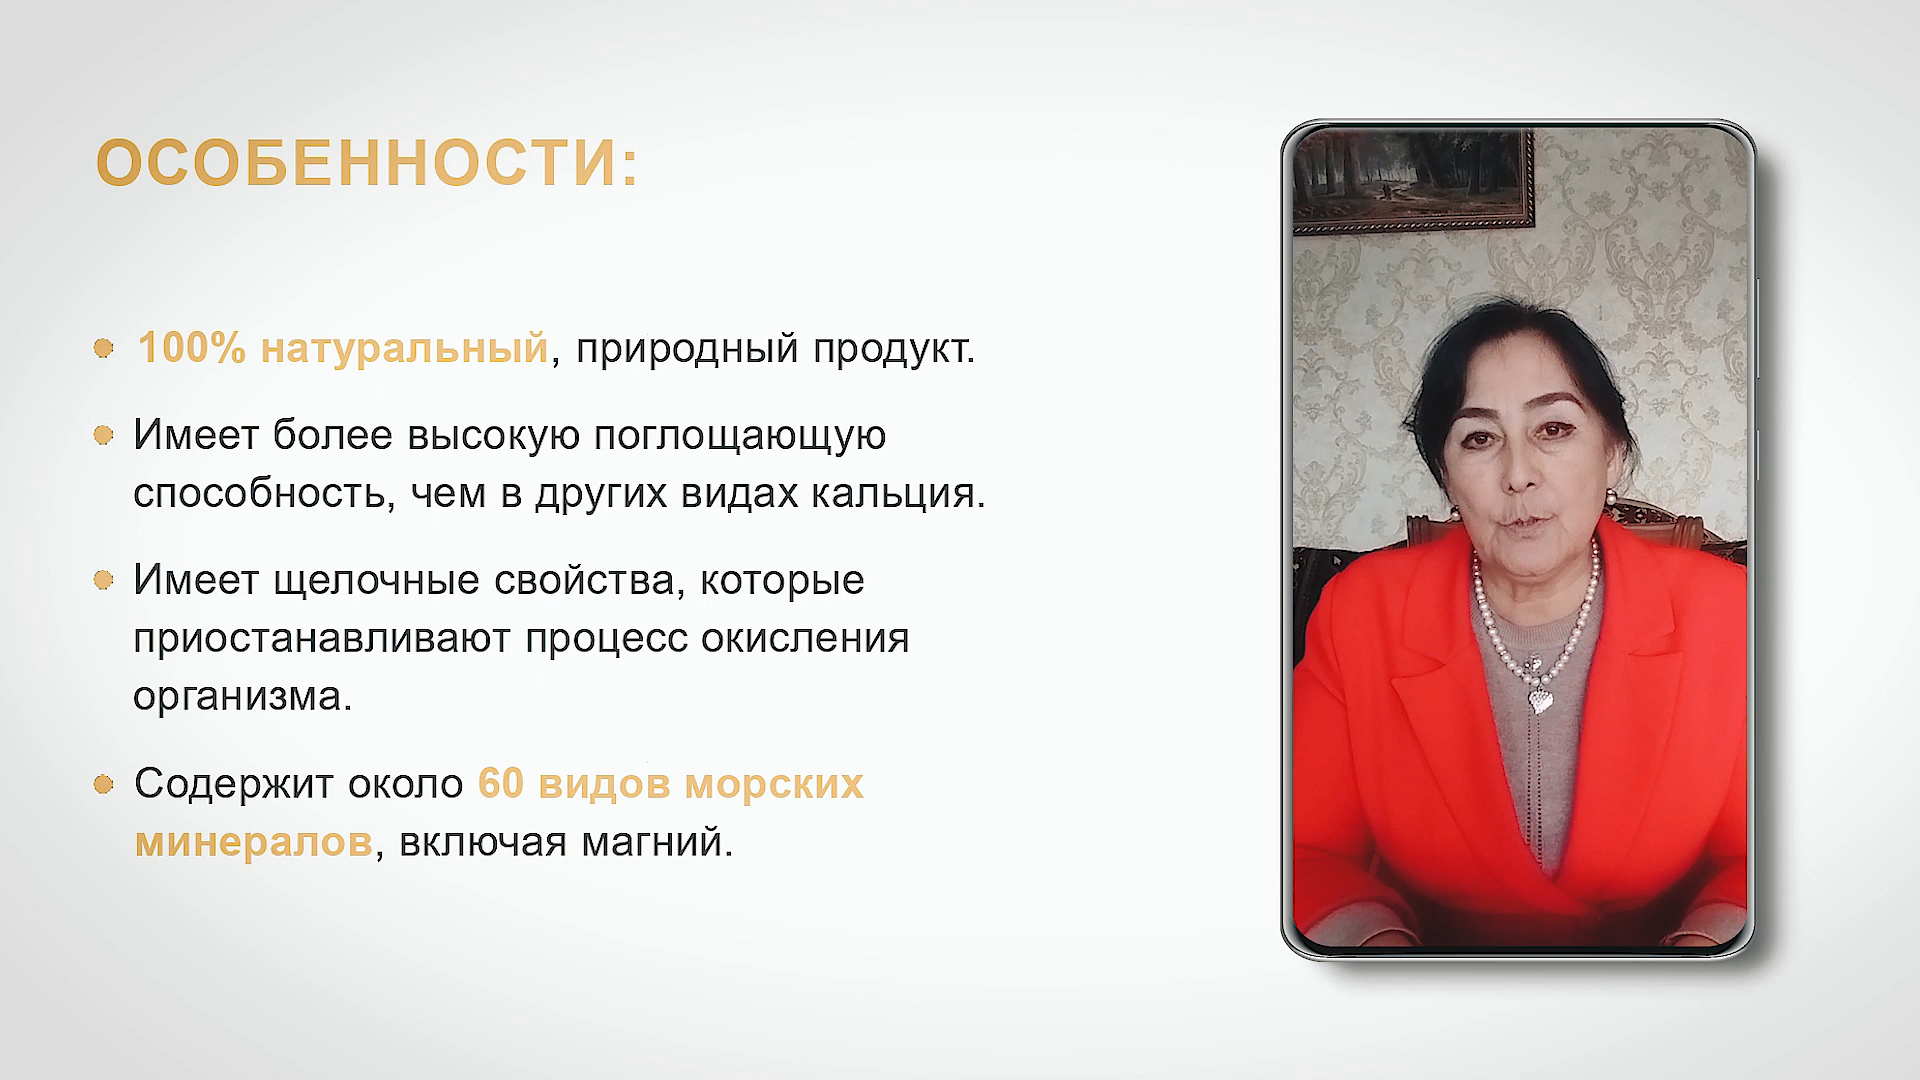 ОСОБЕННОСТИ:
100% натуральный, природный продукт.
Имеет более высокую поглощающую
способность, чем в других видах кальция.
Имеет щелочные свойства, которые
приостанавливают процесс окисления
организма.
Содержит около 60 видов морских
минералов, включая магний.